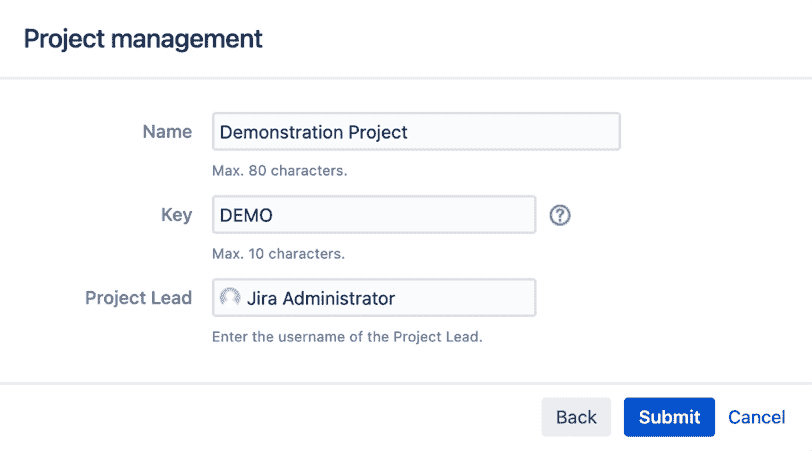 Project management
Name Demonstration Project
Max. 80 characters.
Key DEMO ?
Max. 10 characters.
Project Lead Jira Administrator
Enter the username of the Project Lead.
Back Submit Cancel